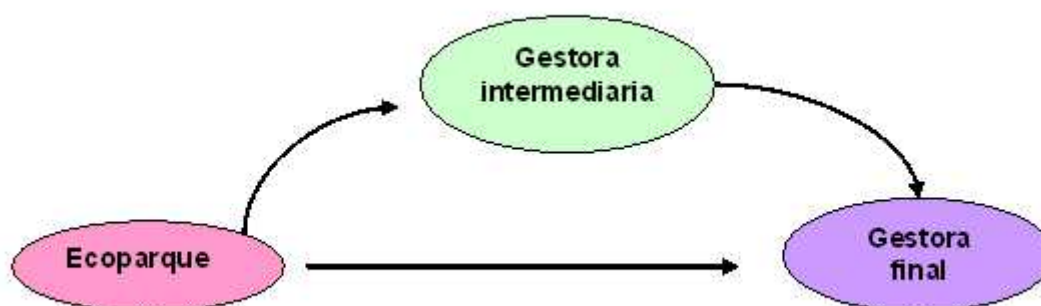 Gestora
intermediaria
Ecoparque
Gestora
final